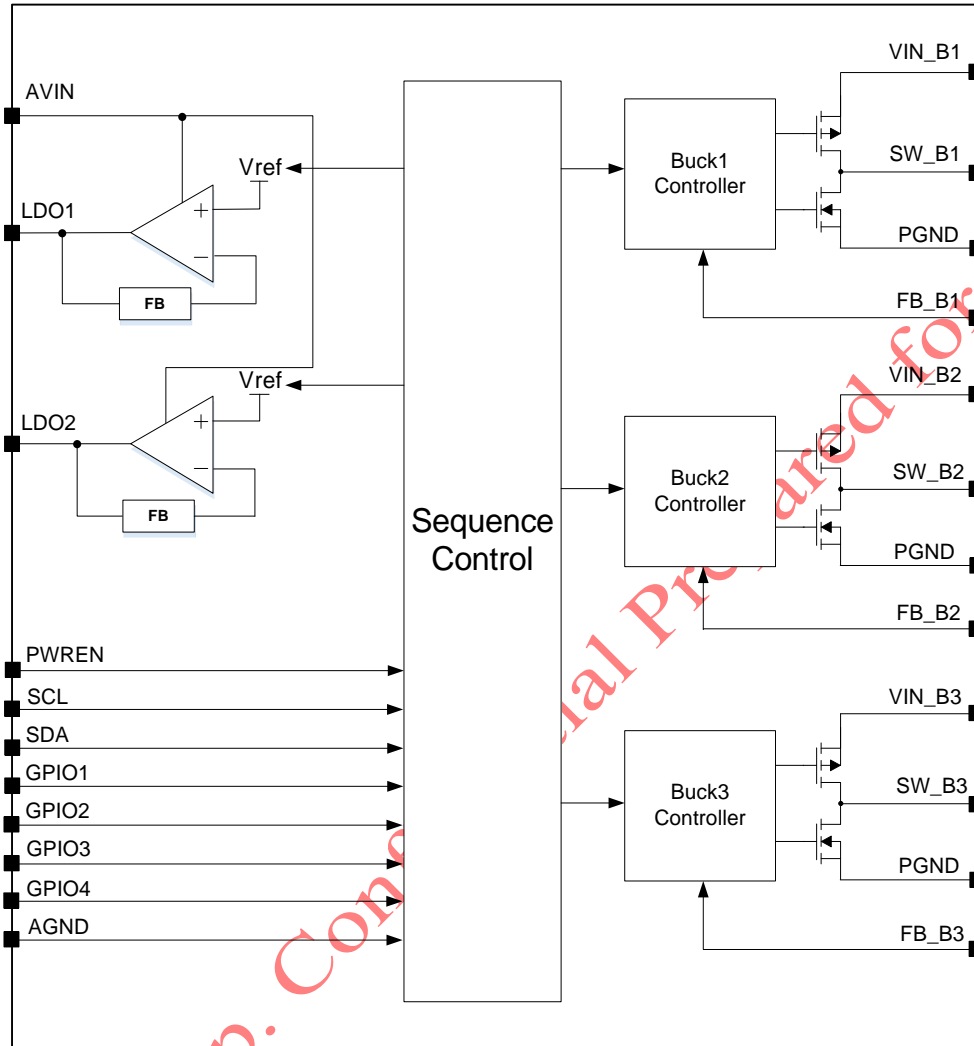 AVIN
LDO1
Vref
+
−
FB
LDO2
Vref
+
−
FB
PWREN
SCL
SDA
GPIO1
GPIO2
GPIO3
GPIO4
AGND
Sequence
Control
Buck1
Controller
VIN_B1
SW_B1
PGND
FB_B1
Buck2
Controller
VIN_B2
SW_B2
PGND
FB_B2
Buck3
Controller
VIN_B3
SW_B3
PGND
FB_B3
for